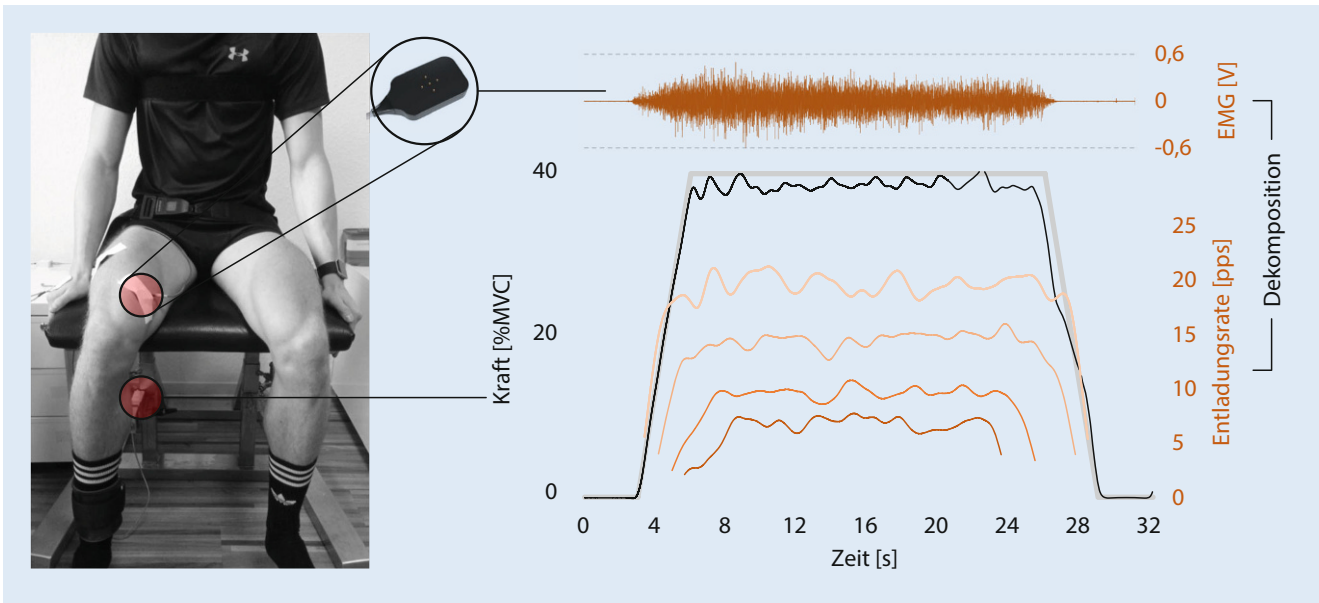 0,6
0
-0,6
EMG [V]
Dekomposition
40
20
0
Kraft [%MVC]
25
20
15
10
5
0
Entladungsrate [pps]
0 4 8 12 16 20 24 28 32
Zeit [s]